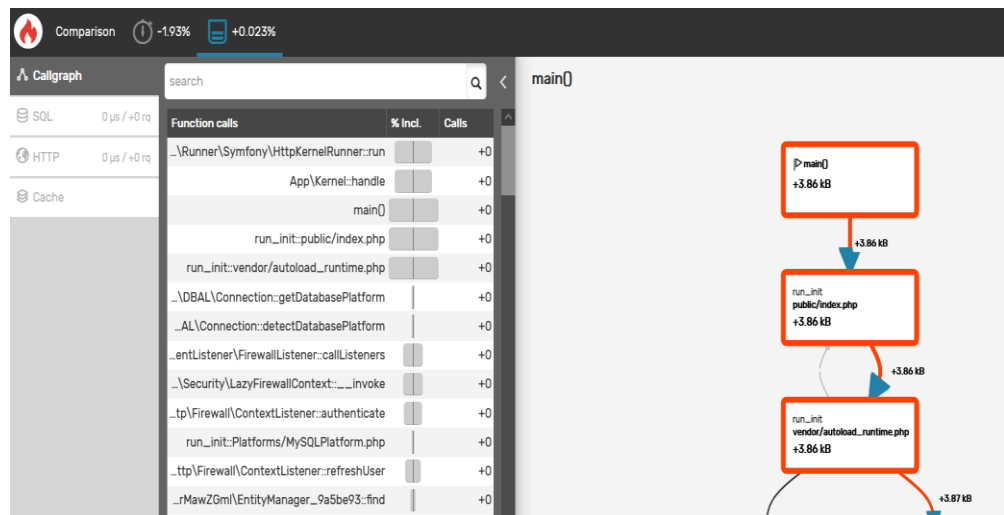 Comparison -1.93% +0.023%
Callgraph
SQL 0 µs / +0 rq
HTTP 0 µs / +0 rq
Cache
search
Function calls % Incl. Calls
…\Runner\Symfony\HttpKernelRunner::run +0
App\Kernel::handle +0
main() +0
run_init::public/index.php +0
run_init::vendor/autoload_runtime.php +0
…\DBAL\Connection::getDatabasePlatform +0
…AL\Connection::detectDatabasePlatform +0
…entListener\FirewallListener::callListeners +0
…\Security\LazyFirewallContext::__invoke +0
…tp\Firewall\ContextListener::authenticate +0
run_init::Platforms/MySQLPlatform.php +0
…ttp\Firewall\ContextListener::refreshUser +0
…rMawZGmI\EntityManager_9a5be93::find +0
main()
main()
+3.86 kB
+3.86 kB
run_init
public/index.php
+3.86 kB
+3.86 kB
run_init
vendor/autoload_runtime.php
+3.86 kB
+3.87 kB